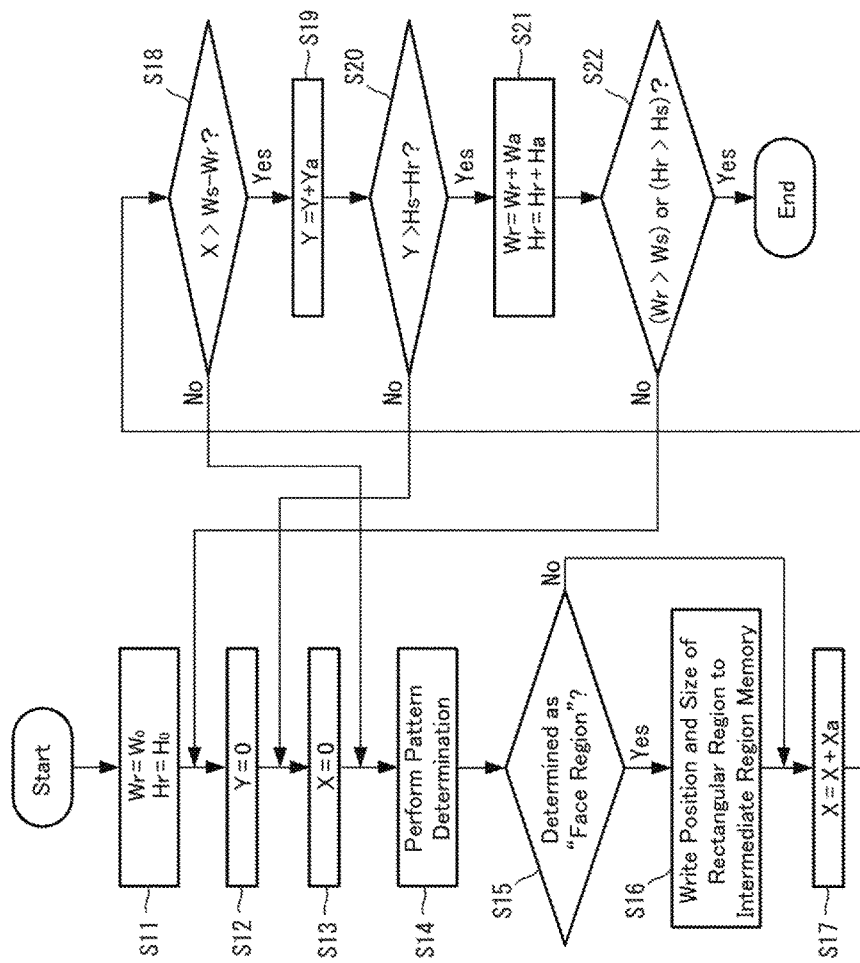 Start
S11
Wr=W₀
Hr=H₀
S12
Y=0
S13
X=0
S14
Perform Pattern
Determination
S15
Determined as
"Face Region"?
No
Yes
S16
Write Position and Size of
Rectangular Region to
Intermediate Region Memory
S17
X=X+Xa
S18
X > Ws-Wr?
No
Yes
S19
Y=Y+Ya
S20
Y >Hs-Hr?
No
Yes
S21
Wr=Wr+Wa
Hr=Hr+Ha
S22
(Wr > Ws) or (Hr > Hs)?
No
Yes
End